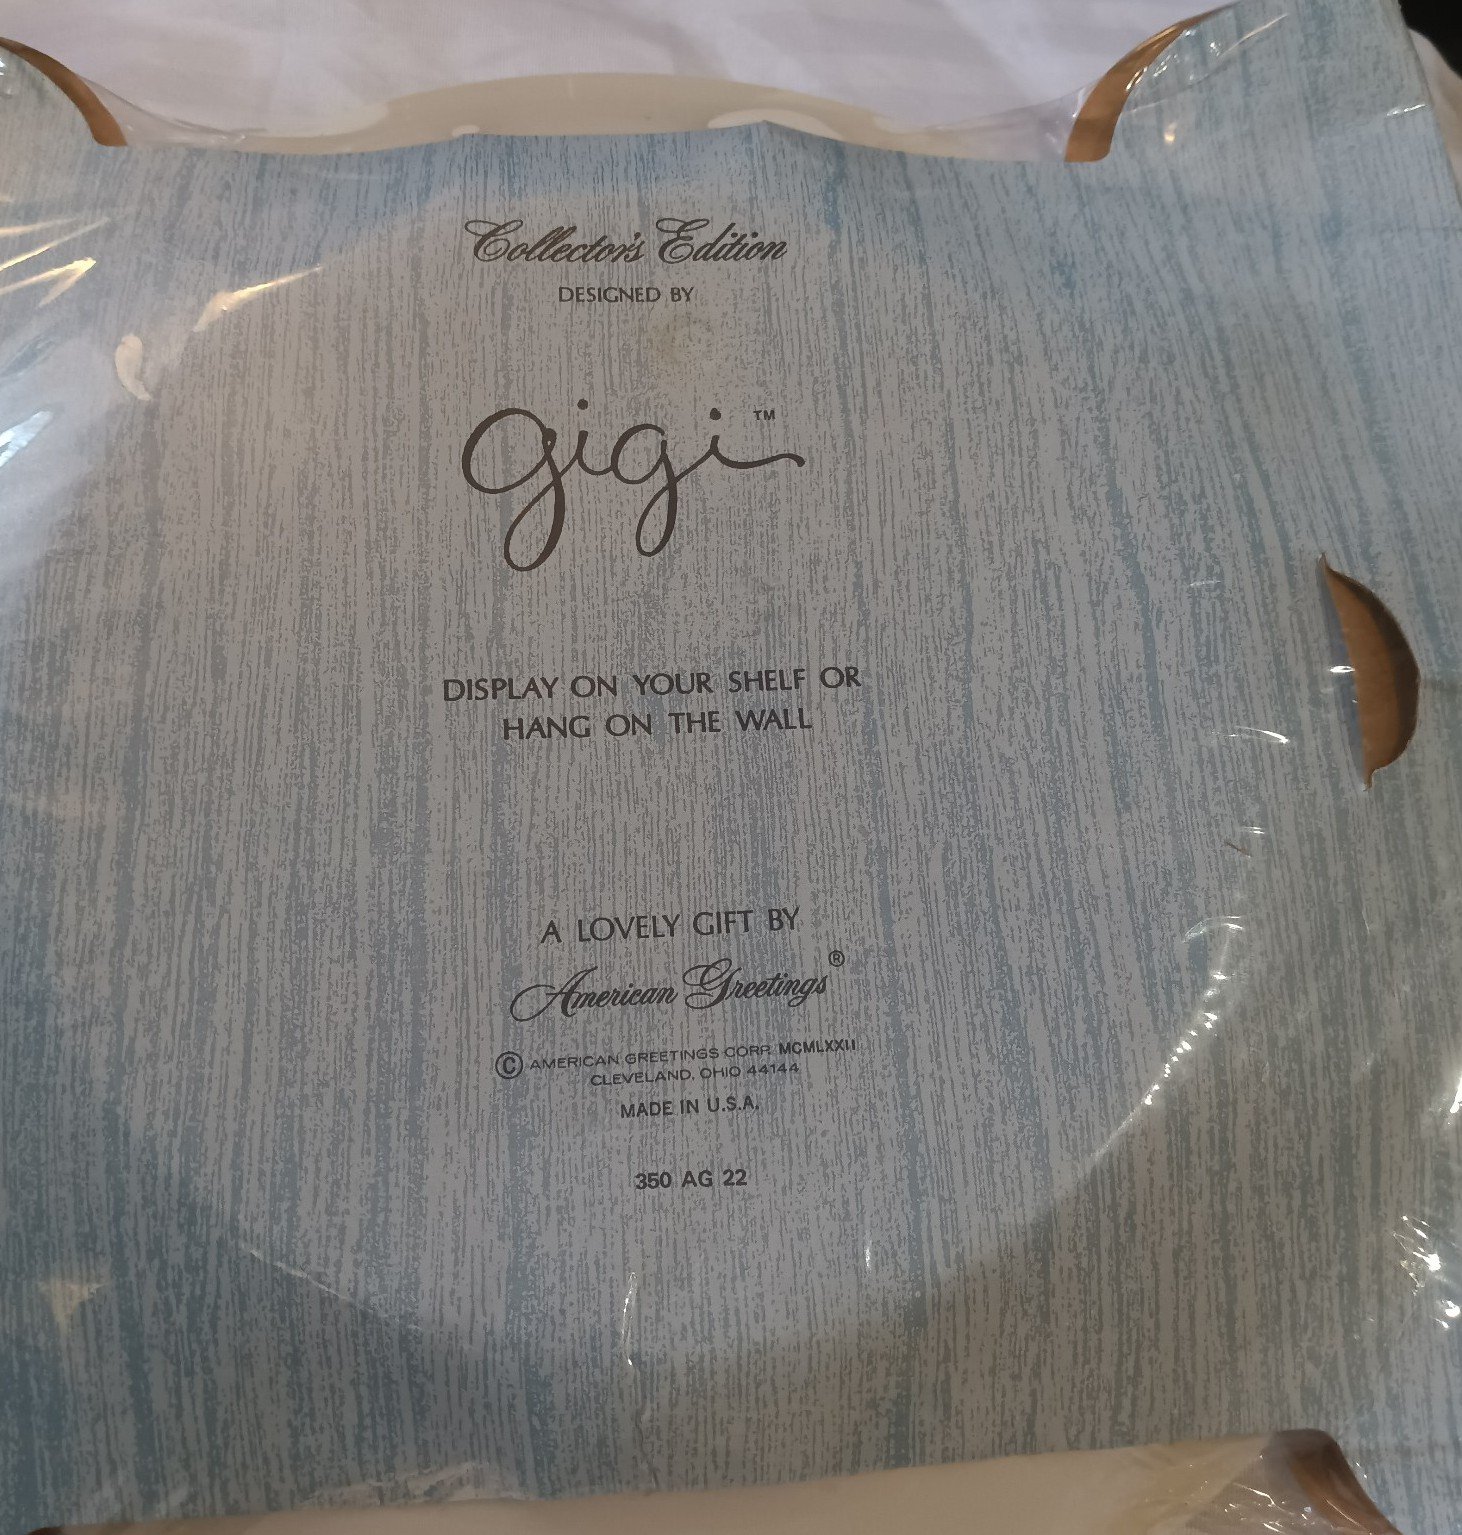 Collector's Edition
DESIGNED BY
gigi™
DISPLAY ON YOUR SHELF OR
HANG ON THE WALL
A LOVELY GIFT BY
American Greetings®
© AMERICAN GREETINGS CORP. MCMLXXII
CLEVELAND, OHIO 44144
MADE IN U.S.A.
350 AG 22